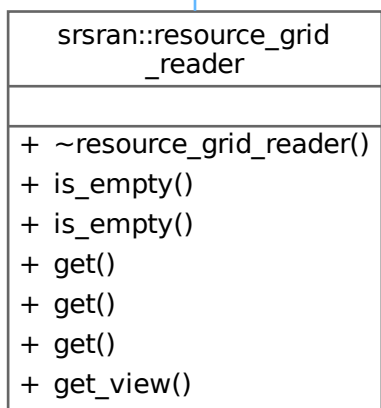 srsran::resource_grid
_reader
+ ~resource_grid_reader()
+ is_empty()
+ is_empty()
+ get()
+ get()
+ get()
+ get_view()